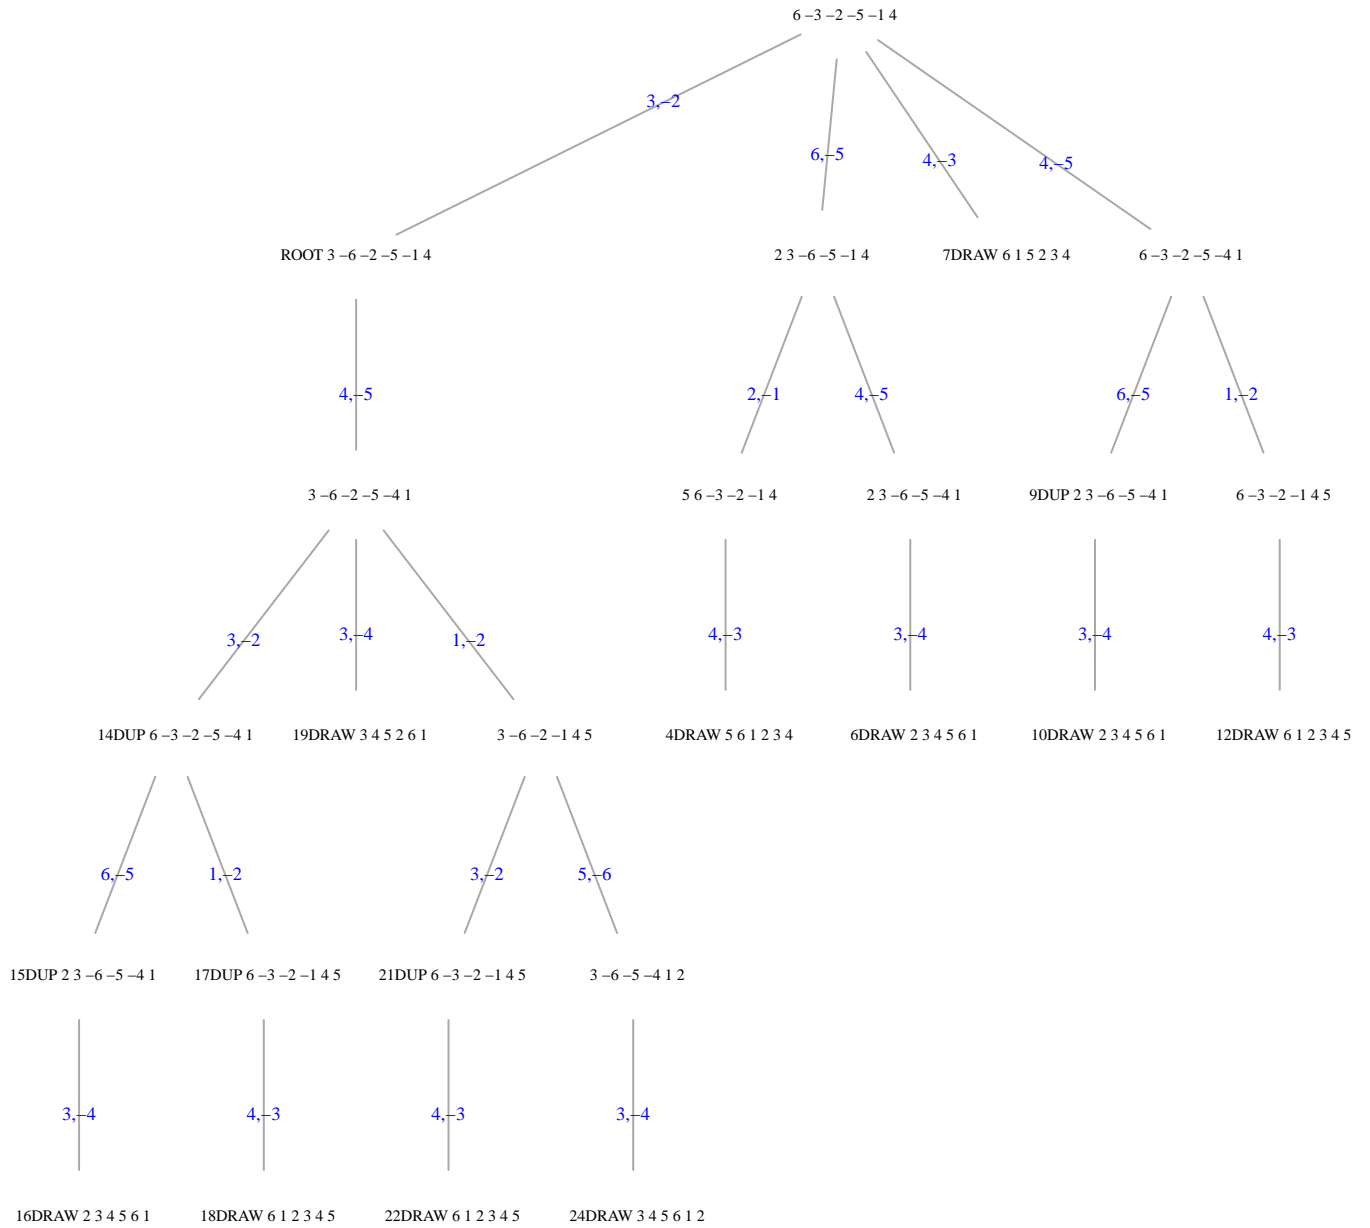 6 –3 –2 –5 –1 4
3,–2
6,–5
4,–3
4,–5
ROOT 3 –6 –2 –5 –1 4
2 3 –6 –5 –1 4
7DRAW 6 1 5 2 3 4
6 –3 –2 –5 –4 1
4,–5
2,–1
4,–5
6,–5
1,–2
3 –6 –2 –5 –4 1
5 6 –3 –2 –1 4
2 3 –6 –5 –4 1
9DUP 2 3 –6 –5 –4 1
6 –3 –2 –1 4 5
3,–2
3,–4
1,–2
4,–3
3,–4
3,–4
4,–3
14DUP 6 –3 –2 –5 –4 1
19DRAW 3 4 5 2 6 1
3 –6 –2 –1 4 5
4DRAW 5 6 1 2 3 4
6DRAW 2 3 4 5 6 1
10DRAW 2 3 4 5 6 1
12DRAW 6 1 2 3 4 5
6,–5
1,–2
3,–2
5,–6
15DUP 2 3 –6 –5 –4 1
17DUP 6 –3 –2 –1 4 5
21DUP 6 –3 –2 –1 4 5
3 –6 –5 –4 1 2
3,–4
4,–3
4,–3
3,–4
16DRAW 2 3 4 5 6 1
18DRAW 6 1 2 3 4 5
22DRAW 6 1 2 3 4 5
24DRAW 3 4 5 6 1 2